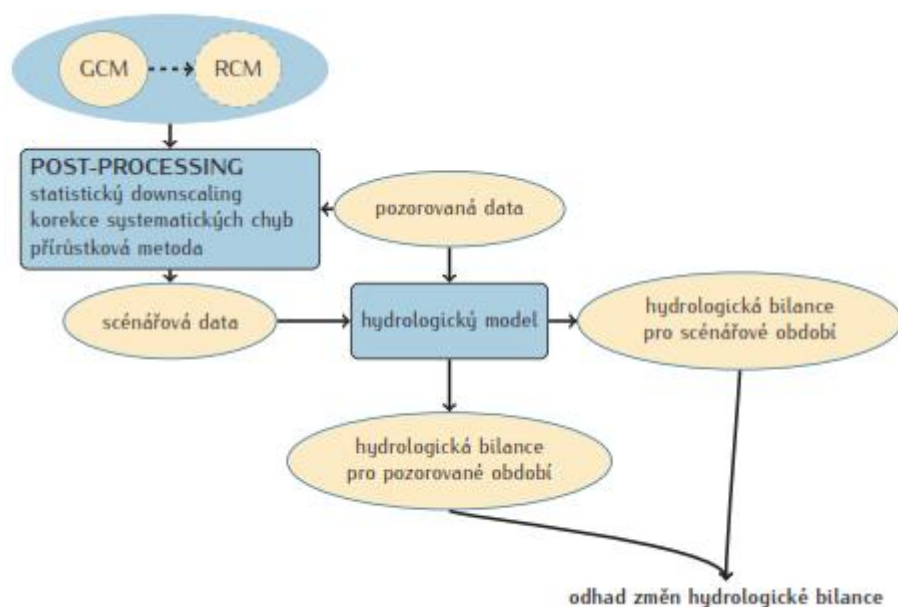 GCM
RCM
POST-PROCESSING
statistický downscaling
korekce systematických chyb
přírůstková metoda
pozorovaná data
scénářová data
hydrologický model
hydrologická bilance
pro scénářové období
hydrologická bilance
pro pozorované období
odhad změn hydrologické bilance